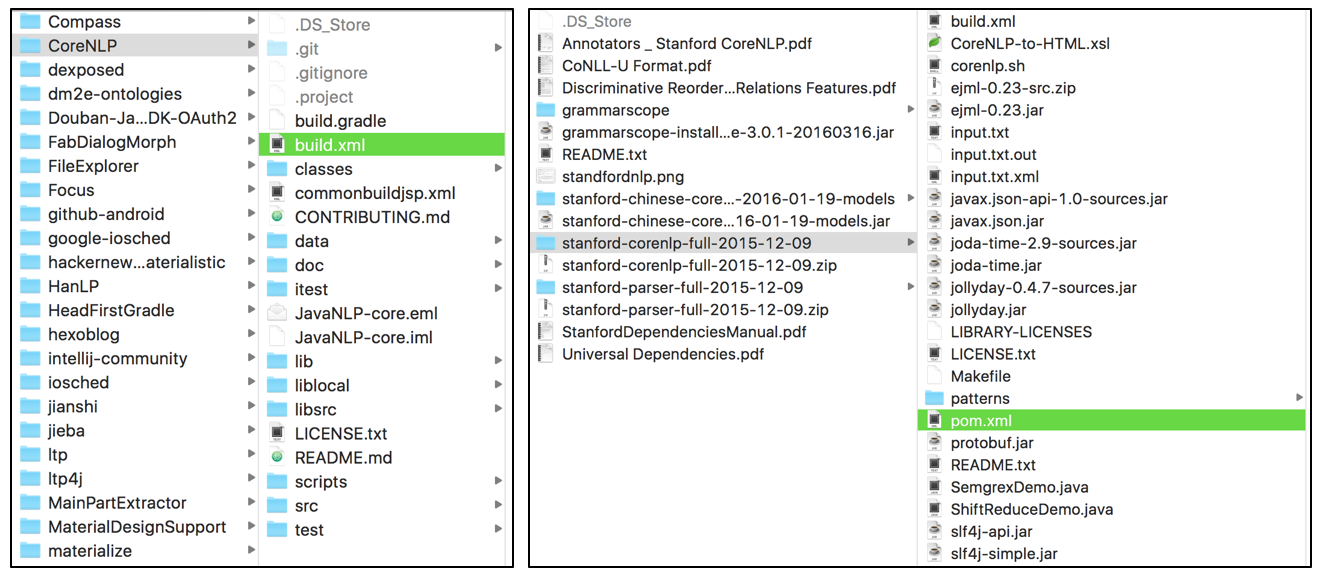 Compass
CoreNLP
dexposed
dm2e-ontologies
Douban-Ja...DK-OAuth2
FabDialogMorph
FileExplorer
Focus
github-android
google-iosched
hackernew...aterialistic
HanLP
HeadFirstGradle
hexoblog
intellij-community
iosched
jianshi
jieba
ltp
ltp4j
MainPartExtractor
MaterialDesignSupport
materialize
.DS_Store
.git
.gitignore
.project
build.gradle
build.xml
classes
commonbuildjsp.xml
CONTRIBUTING.md
data
doc
itest
JavaNLP-core.eml
JavaNLP-core.iml
lib
liblocal
libsrc
LICENSE.txt
README.md
scripts
src
test
.DS_Store
Annotators _ Stanford CoreNLP.pdf
CoNLL-U Format.pdf
Discriminative Reorder...Relations Features.pdf
grammarscope
grammarscope-install...e-3.0.1-20160316.jar
README.txt
standfordnlp.png
stanford-chinese-core...-2016-01-19-models
stanford-chinese-core...16-01-19-models.jar
stanford-corenlp-full-2015-12-09
stanford-corenlp-full-2015-12-09.zip
stanford-parser-full-2015-12-09
stanford-parser-full-2015-12-09.zip
StanfordDependenciesManual.pdf
Universal Dependencies.pdf
build.xml
CoreNLP-to-HTML.xsl
corenlp.sh
ejml-0.23-src.zip
ejml-0.23.jar
input.txt
input.txt.out
input.txt.xml
javax.json-api-1.0-sources.jar
javax.json.jar
joda-time-2.9-sources.jar
joda-time.jar
jollyday-0.4.7-sources.jar
jollyday.jar
LIBRARY-LICENSES
LICENSE.txt
Makefile
patterns
pom.xml
protobuf.jar
README.txt
SemgrexDemo.java
ShiftReduceDemo.java
slf4j-api.jar
slf4j-simple.jar